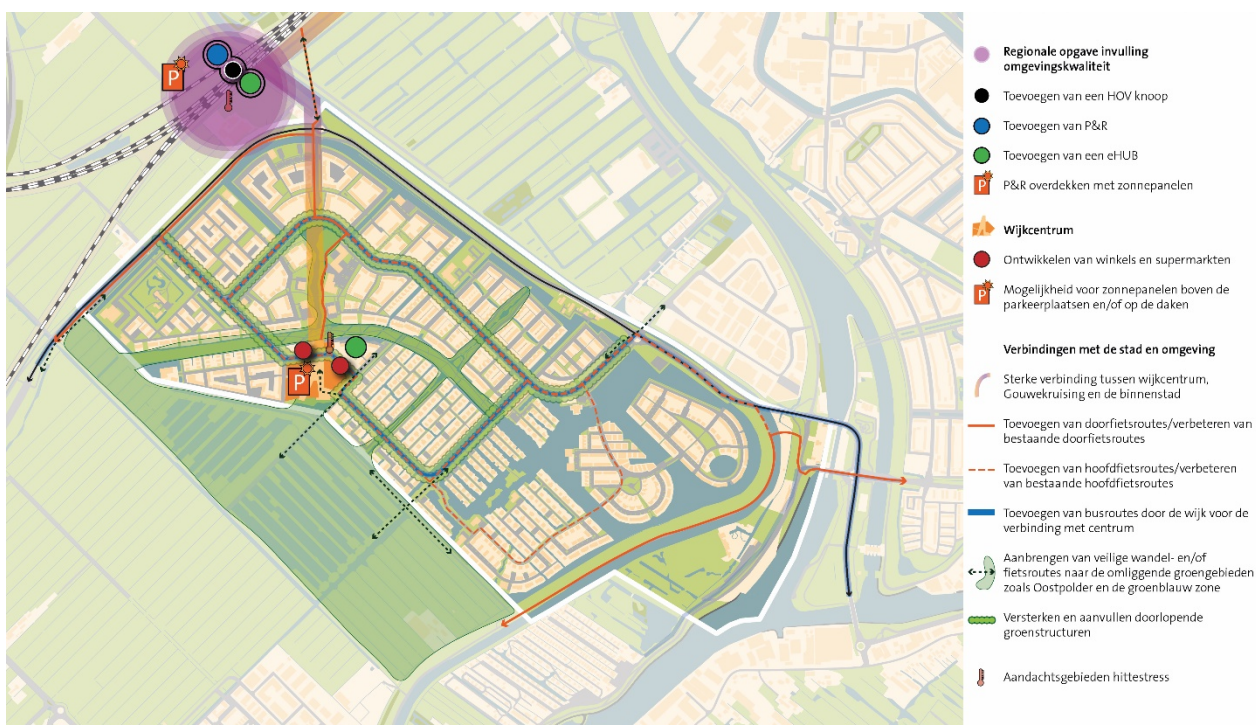 P
P
Regionale opgave invulling
omgevingskwaliteit
Toevoegen van een HOV knoop
Toevoegen van P&R
Toevoegen van een eHUB
P
P&R overdekken met zonnepanelen
Wijkcentrum
Ontwikkelen van winkels en supermarkten
P
Mogelijkheid voor zonnepanelen boven de
parkeerplaatsen en/of op de daken
Verbindingen met de stad en omgeving
Sterke verbinding tussen wijkcentrum,
Gouwekruising en de binnenstad
Toevoegen van doorfietsroutes/verbeteren van
bestaande doorfietsroutes
Toevoegen van hoofdfietsroutes/verbeteren
van bestaande hoofdfietsroutes
Toevoegen van busroutes door de wijk voor de
verbinding met centrum
Aanbrengen van veilige wandel- en/of
fietsroutes naar de omliggende groengebieden
zoals Oostpolder en de groenblauw zone
Versterken en aanvullen doorlopende
groenstructuren
Aandachtsgebieden hittestress